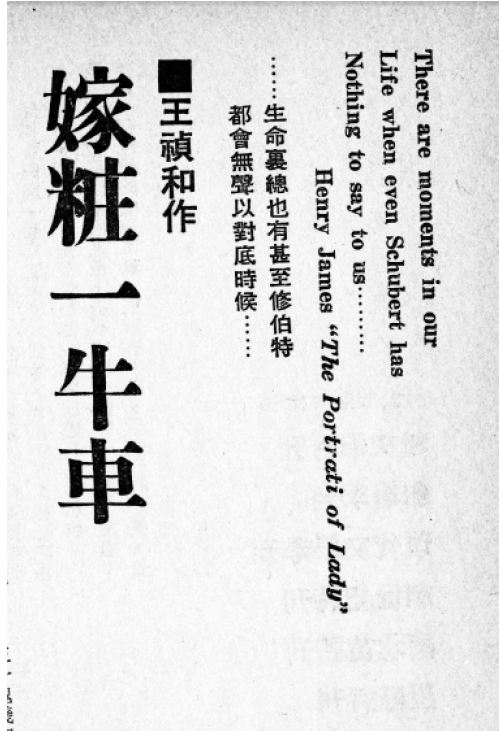 There are moments in our
Life when even Schubert has
Nothing to say to us………
Henry James “The Portrati of Lady”
……生命裏總也有甚至修伯特
都會無聲以對底時候……
■王禎和作
嫁粧一牛車